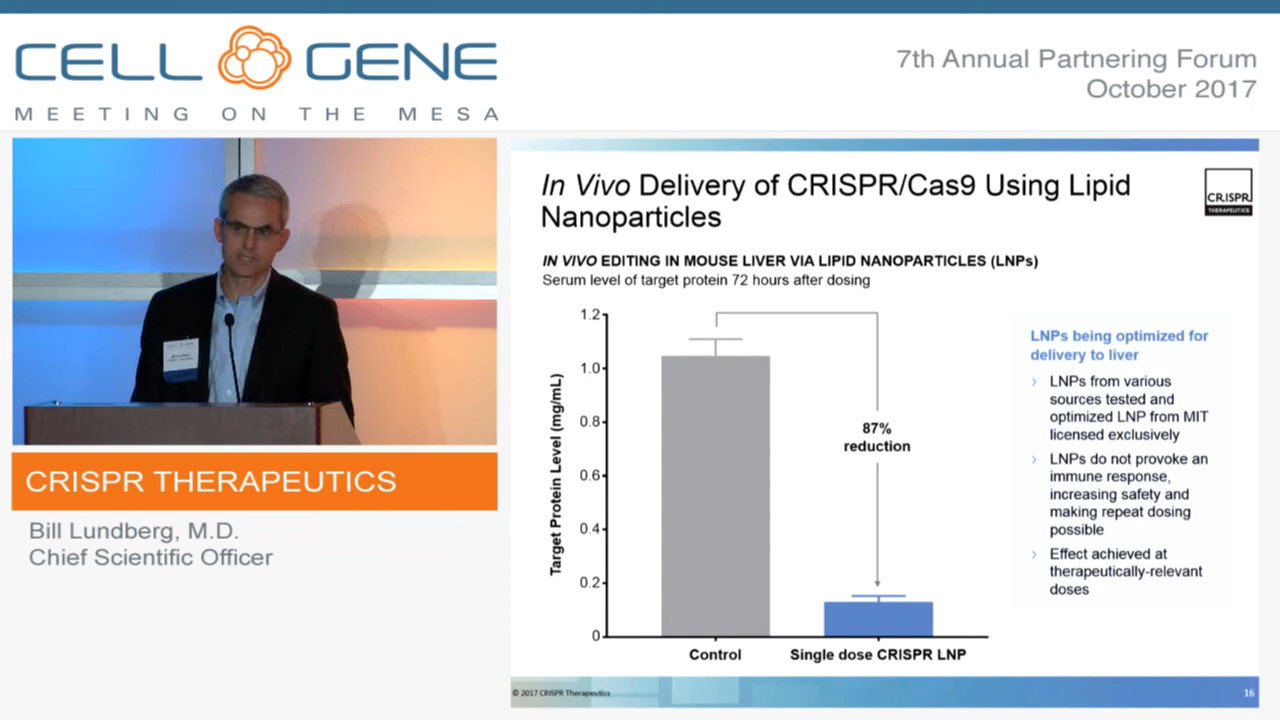 CELL GENE
MEETING ON THE MESA
7th Annual Partnering Forum
October 2017
CELL GENE
CRISPR THERAPEUTICS
Bill Lundberg, M.D.
Chief Scientific Officer
In Vivo Delivery of CRISPR/Cas9 Using Lipid
Nanoparticles
CRISPR
THERAPEUTICS
IN VIVO EDITING IN MOUSE LIVER VIA LIPID NANOPARTICLES (LNPs)
Serum level of target protein 72 hours after dosing
Target Protein Level (mg/mL)
1.2
1.0
0.8
0.6
0.4
0.2
0
87%
reduction
Control
Single dose CRISPR LNP
LNPs being optimized for
delivery to liver
› LNPs from various
sources tested and
optimized LNP from MIT
licensed exclusively
› LNPs do not provoke an
immune response,
increasing safety and
making repeat dosing
possible
› Effect achieved at
therapeutically-relevant
doses
© 2017 CRISPR Therapeutics
16